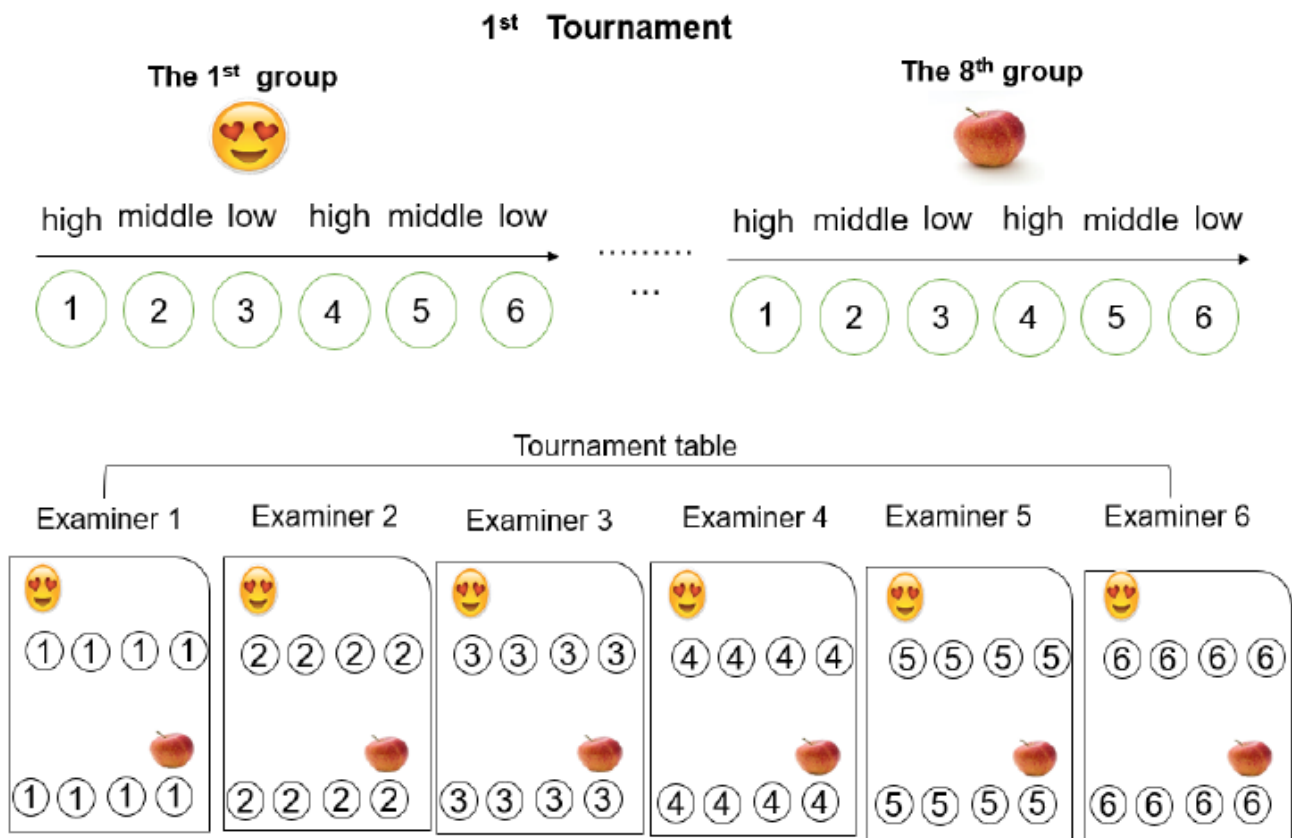 1st Tournament
The 1st group The 8th group
high middle low high middle low ......... high middle low high middle low
1 2 3 4 5 6 ... 1 2 3 4 5 6
Tournament table
Examiner 1 Examiner 2 Examiner 3 Examiner 4 Examiner 5 Examiner 6
1 1 1 1 2 2 2 2 3 3 3 3 4 4 4 4 5 5 5 5 6 6 6 6
1 1 1 1 2 2 2 2 3 3 3 3 4 4 4 4 5 5 5 5 6 6 6 6